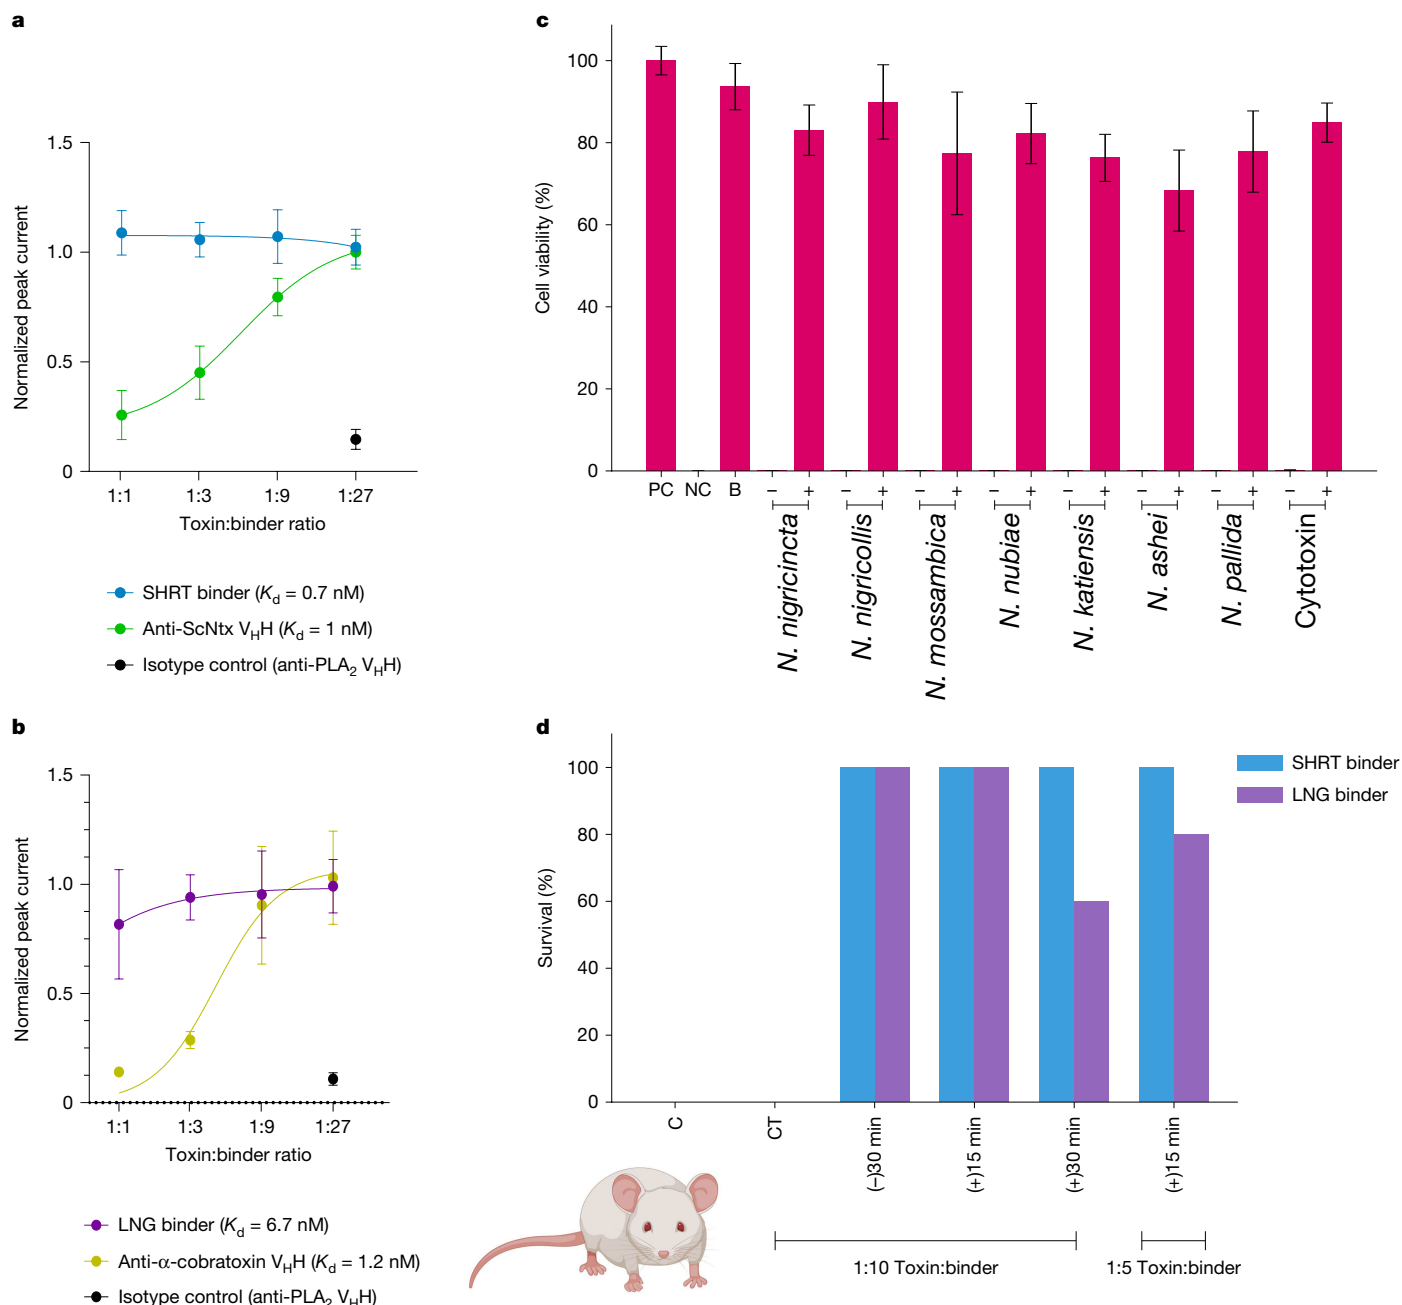 a
1.5
1.0
0.5
0
Normalized peak current
1:1 1:3 1:9 1:27
Toxin:binder ratio
SHRT binder (Kd = 0.7 nM)
Anti-ScNtx VHH (Kd = 1 nM)
Isotype control (anti-PLA2 VHH)
b
1.5
1.0
0.5
0
Normalized peak current
1:1 1:3 1:9 1:27
Toxin:binder ratio
LNG binder (Kd = 6.7 nM)
Anti-α-cobratoxin VHH (Kd = 1.2 nM)
Isotype control (anti-PLA2 VHH)
c
100
80
60
40
20
0
Cell viability (%)
PC NC B − + − + − + − + − + − + − + − +
N. nigricincta
N. nigricollis
N. mossambica
N. nubiae
N. katiensis
N. ashei
N. pallida
Cytotoxin
d
100
80
60
40
20
0
Survival (%)
SHRT binder
LNG binder
C
CT
(−)30 min
(+)15 min
(+)30 min
(+)15 min
1:10 Toxin:binder
1:5 Toxin:binder